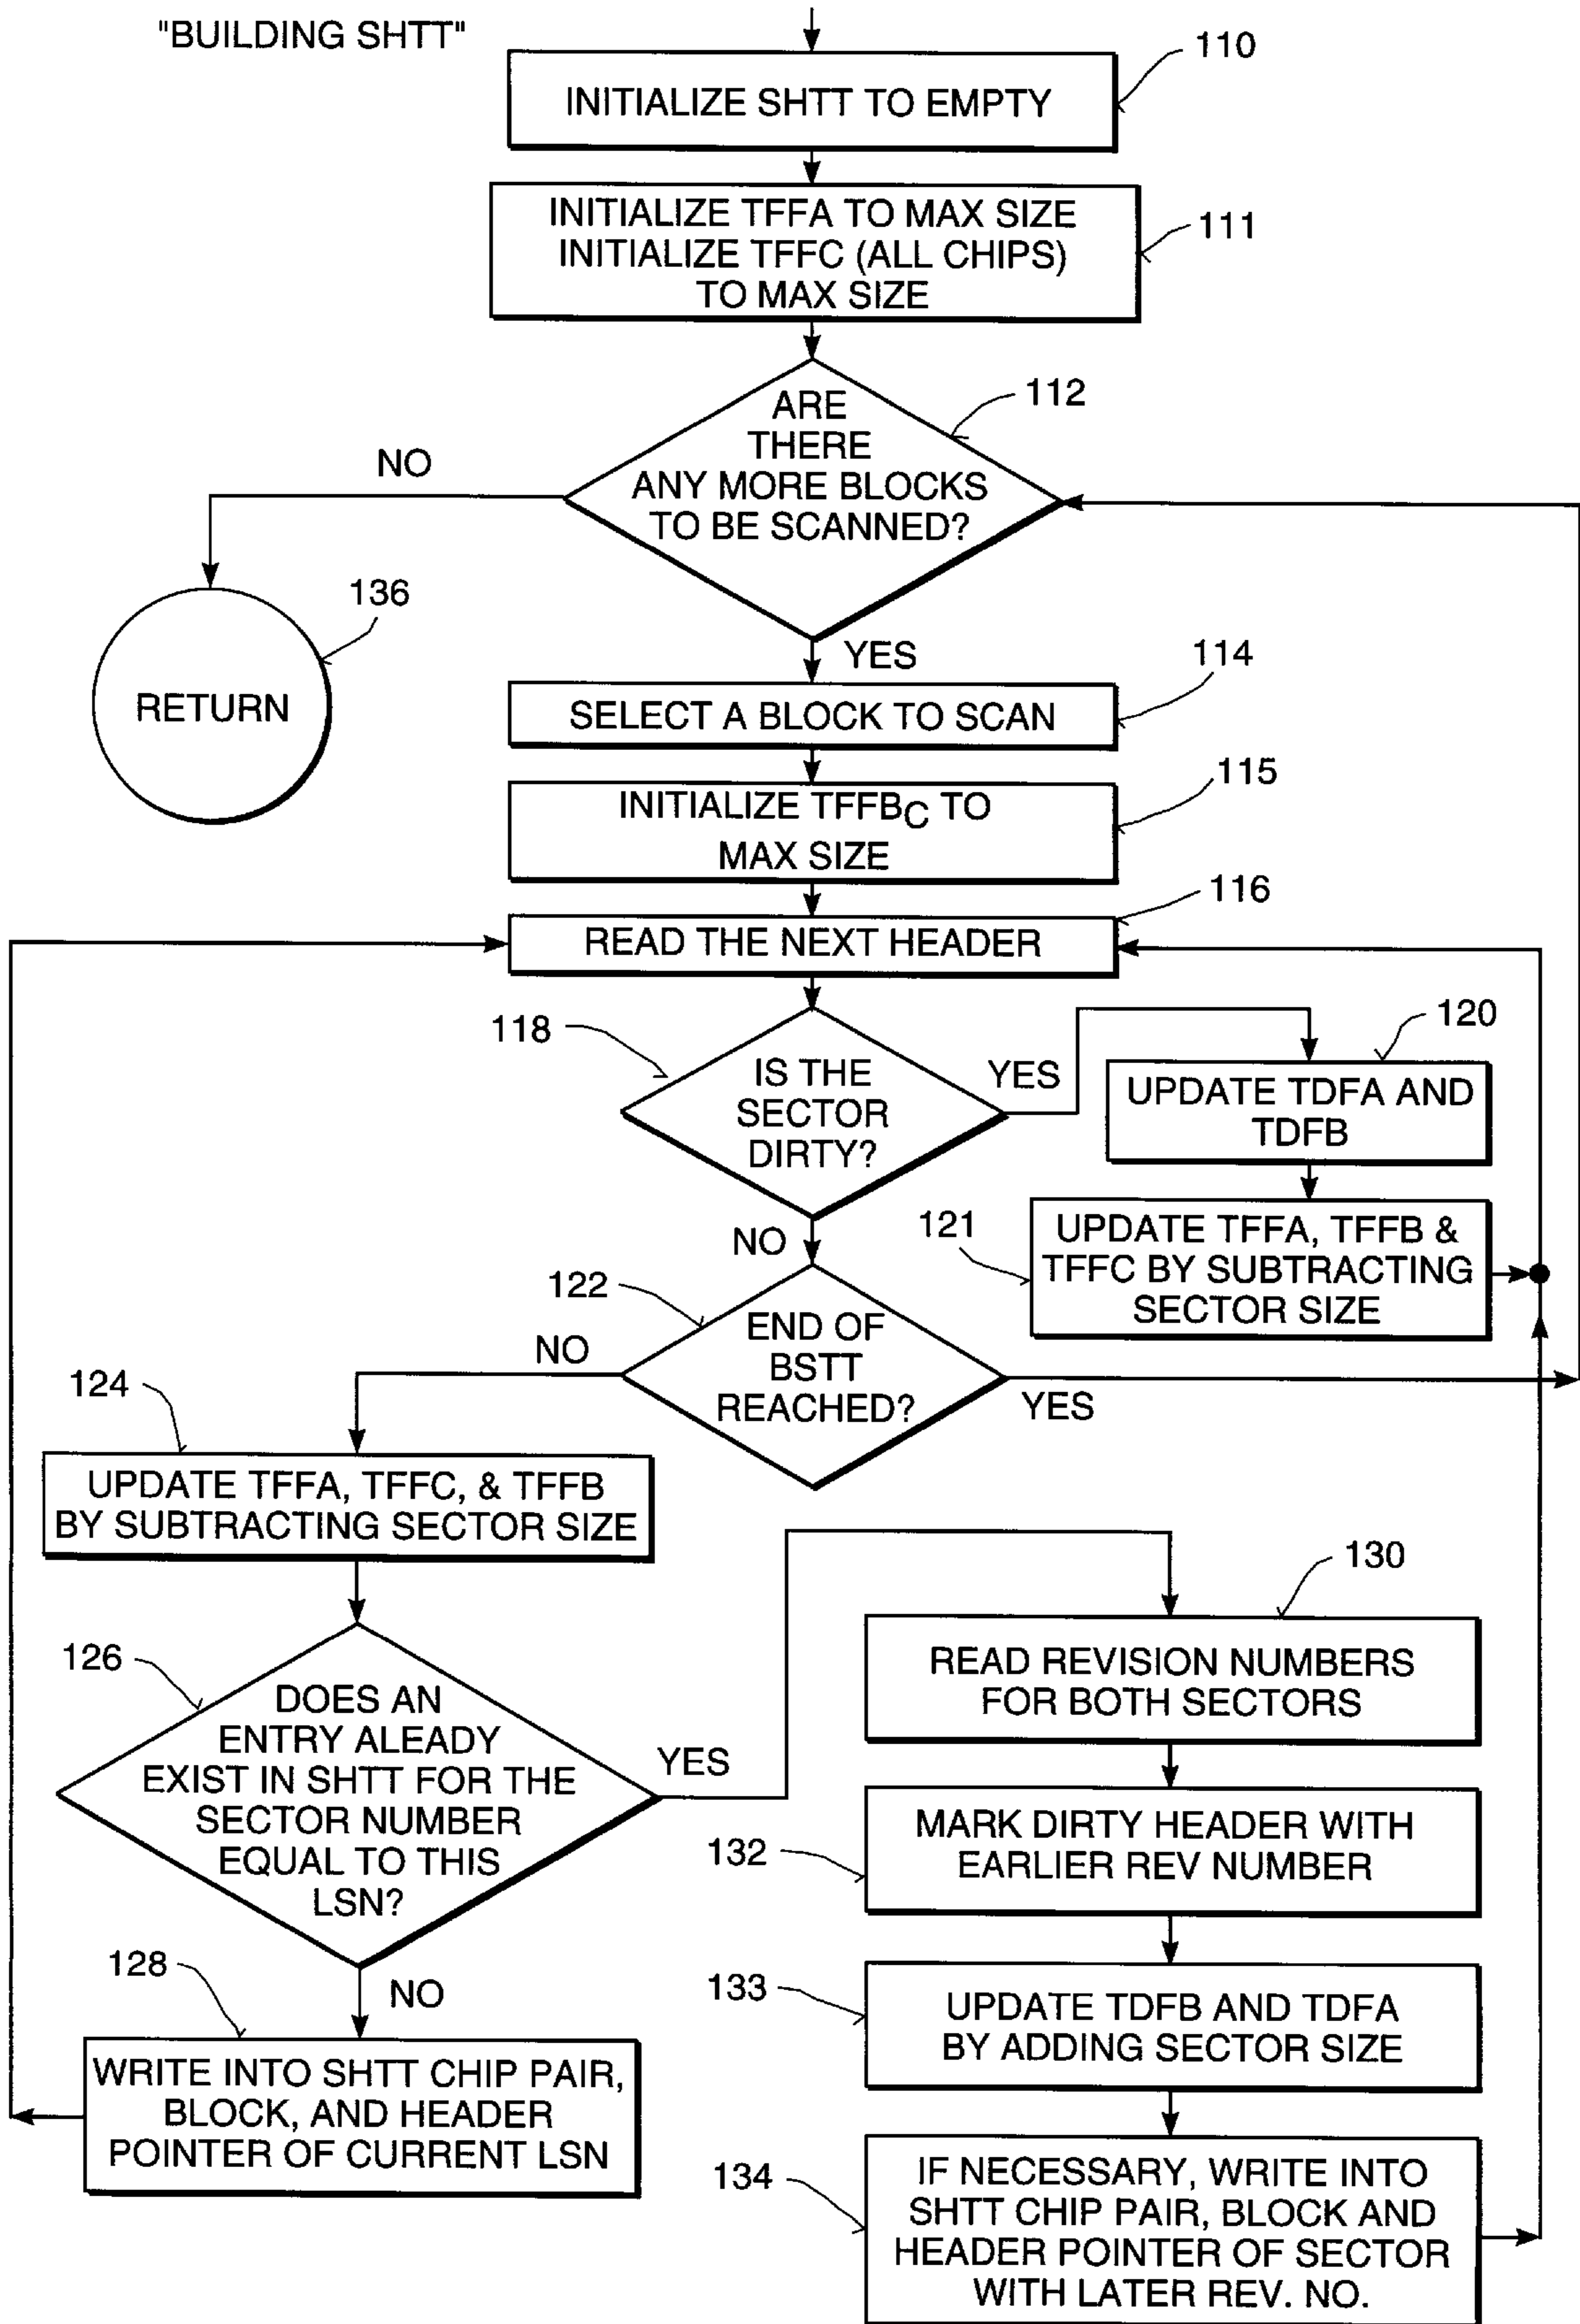 "BUILDING SHTT"
110
INITIALIZE SHTT TO EMPTY
INITIALIZE TFFA TO MAX SIZE
INITIALIZE TFFC (ALL CHIPS)
TO MAX SIZE
111
112
ARE
THERE
ANY MORE BLOCKS
TO BE SCANNED?
NO
136
RETURN
YES
114
SELECT A BLOCK TO SCAN
115
INITIALIZE TFFBC TO
MAX SIZE
116
READ THE NEXT HEADER
118
IS THE
SECTOR
DIRTY?
YES
120
UPDATE TDFA AND
TDFB
NO
121
UPDATE TFFA, TFFB &
TFFC BY SUBTRACTING
SECTOR SIZE
122
END OF
BSTT
REACHED?
NO
YES
124
UPDATE TFFA, TFFC, & TFFB
BY SUBTRACTING SECTOR SIZE
126
DOES AN
ENTRY ALEADY
EXIST IN SHTT FOR THE
SECTOR NUMBER
EQUAL TO THIS
LSN?
YES
130
READ REVISION NUMBERS
FOR BOTH SECTORS
132
MARK DIRTY HEADER WITH
EARLIER REV NUMBER
NO
128
WRITE INTO SHTT CHIP PAIR,
BLOCK, AND HEADER
POINTER OF CURRENT LSN
133
UPDATE TDFB AND TDFA
BY ADDING SECTOR SIZE
134
IF NECESSARY, WRITE INTO
SHTT CHIP PAIR, BLOCK AND
HEADER POINTER OF SECTOR
WITH LATER REV. NO.